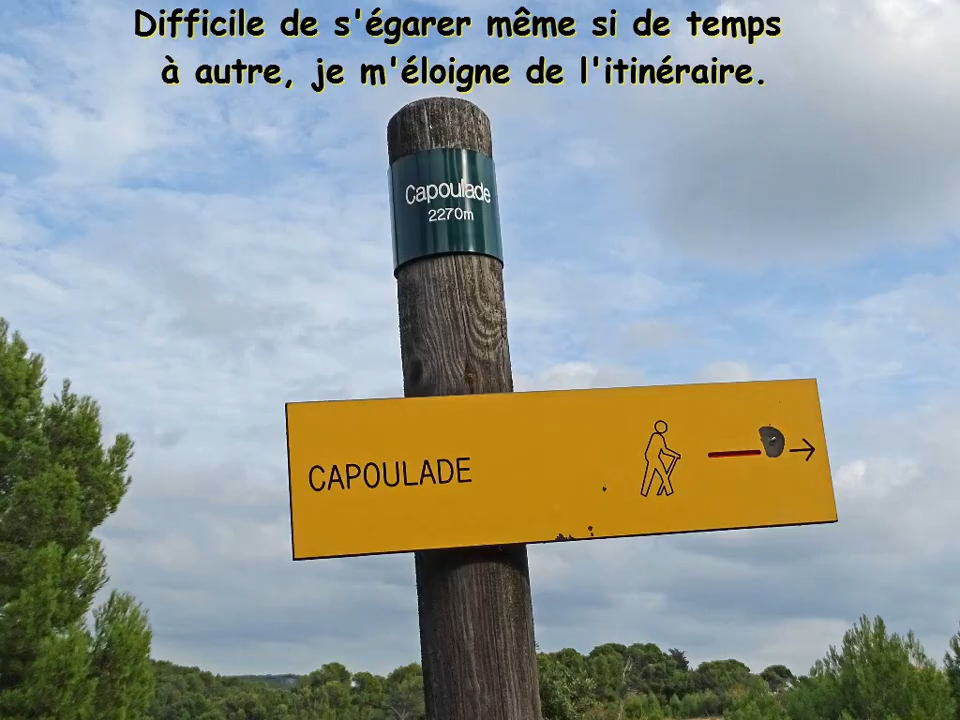 Difficile de s'égarer même si de temps
à autre, je m'éloigne de l'itinéraire.
Capoulade
2270m
CAPOULADE